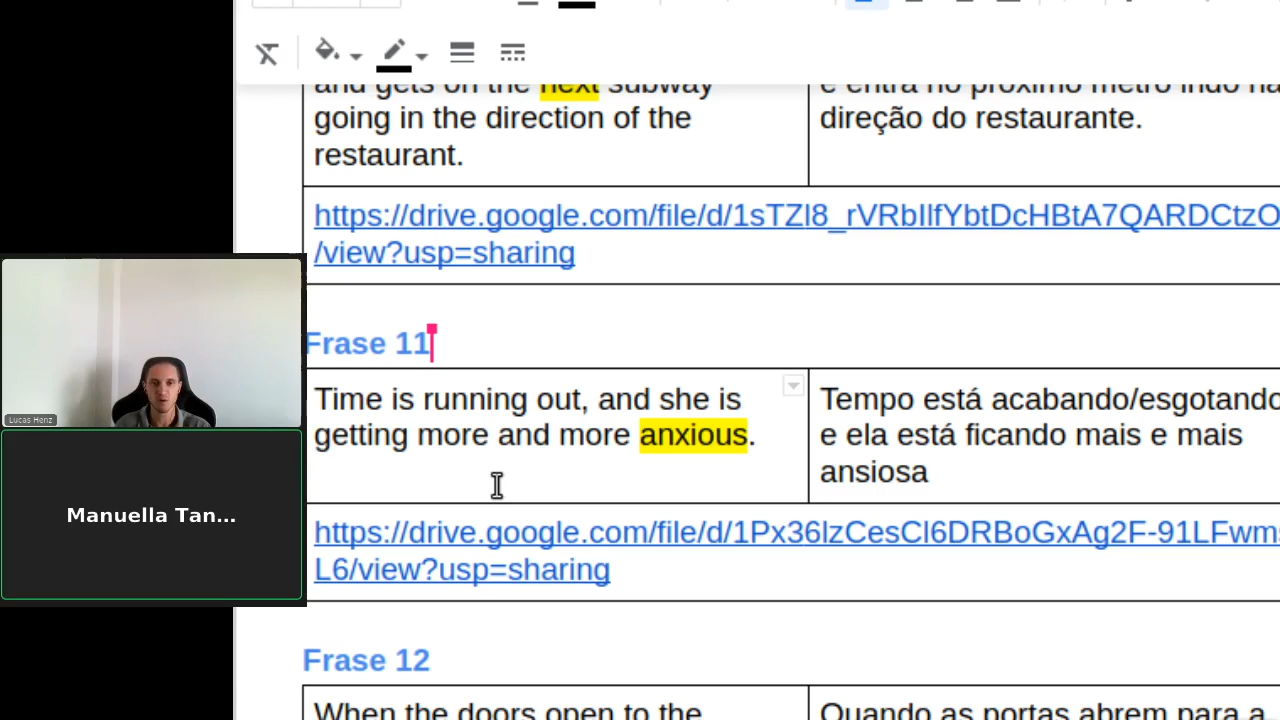 and gets on the next subway
going in the direction of the
restaurant.
e entra no próximo metrô indo na
direção do restaurante.
https://drive.google.com/file/d/1sTZl8_rVRbIlfYbtDcHBtA7QARDCtzO
/view?usp=sharing
Frase 11
Time is running out, and she is
getting more and more anxious.
Tempo está acabando/esgotando
e ela está ficando mais e mais
ansiosa
https://drive.google.com/file/d/1Px36lzCesCl6DRBoGxAg2F-91LFwms
L6/view?usp=sharing
Frase 12
When the doors open to the
Quando as portas abrem para a
Lucas Henz
Manuella Tan...